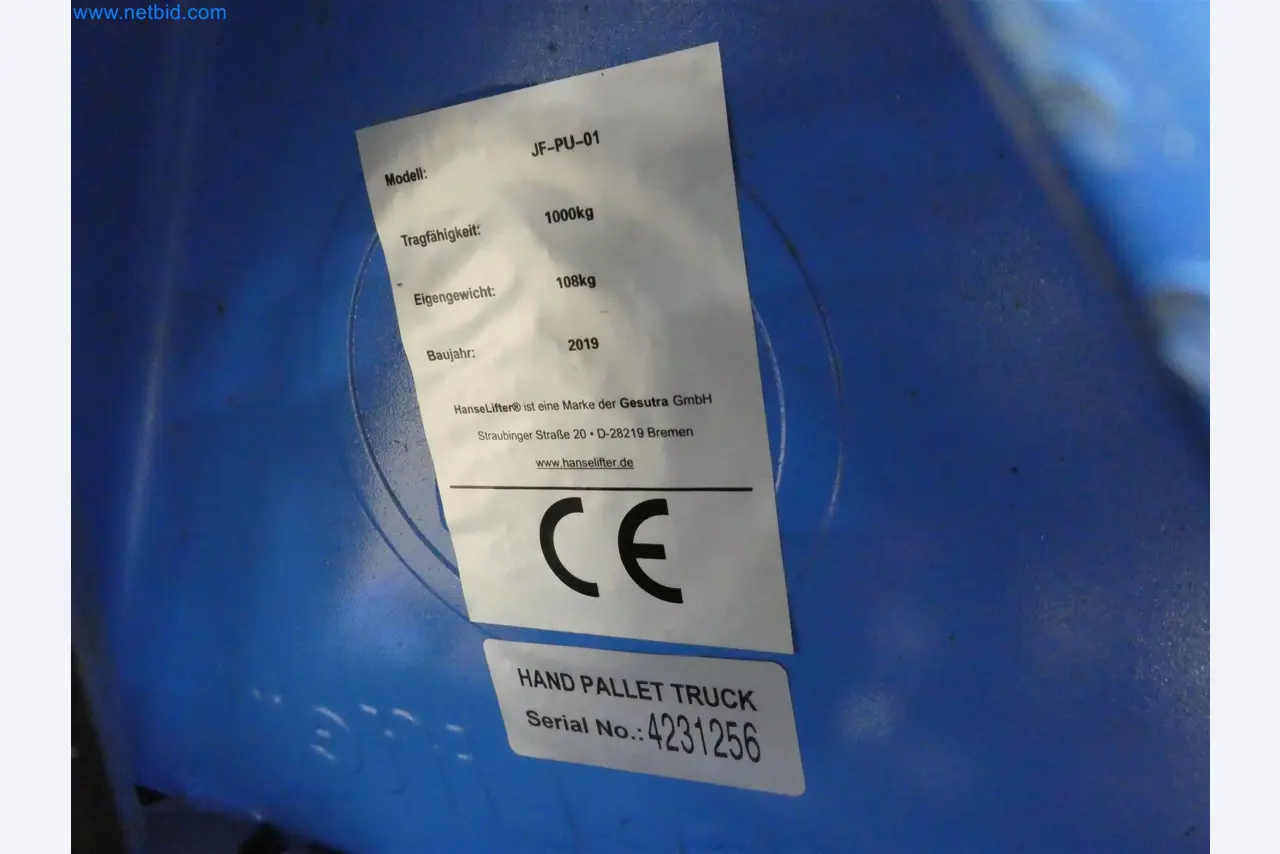 www.netbid.com
Modell: JF-PU-01
Tragfähigkeit: 1000kg
Eigengewicht: 108kg
Baujahr: 2019
HanseLifter® ist eine Marke der Gesutra GmbH
Straubinger Straße 20 • D-28219 Bremen
www.hanselifter.de
CE
HAND PALLET TRUCK
Serial No.: 4231256